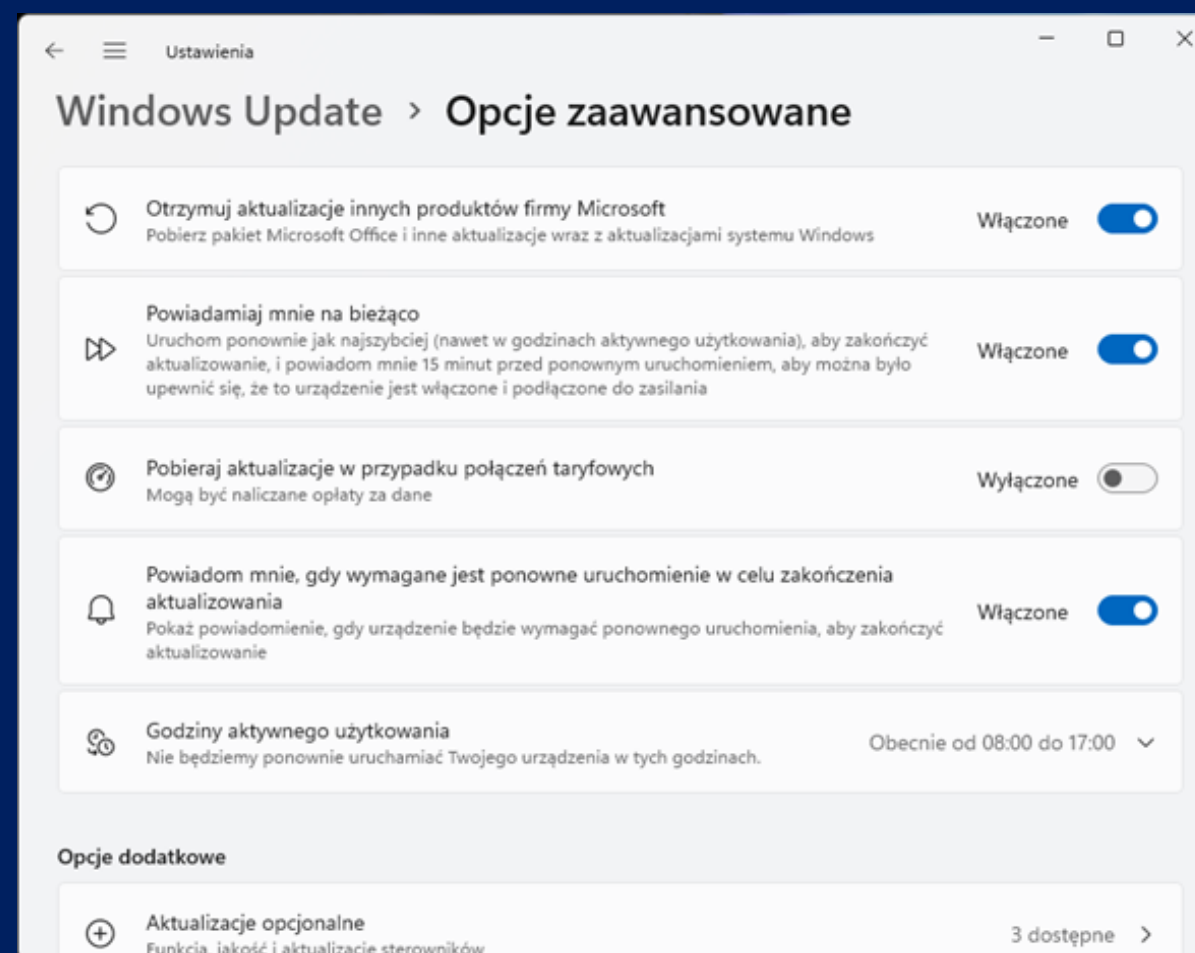 Ustawienia
Windows Update > Opcje zaawansowane
Otrzymuj aktualizacje innych produktów firmy Microsoft
Pobierz pakiet Microsoft Office i inne aktualizacje wraz z aktualizacjami systemu Windows
Włączone
Powiadamiaj mnie na bieżąco
Uruchom ponownie jak najszybciej (nawet w godzinach aktywnego użytkowania), aby zakończyć
aktualizowanie, i powiadom mnie 15 minut przed ponownym uruchomieniem, aby można było
upewnić się, że to urządzenie jest włączone i podłączone do zasilania
Włączone
Pobieraj aktualizacje w przypadku połączeń taryfowych
Mogą być naliczane opłaty za dane
Wyłączone
Powiadom mnie, gdy wymagane jest ponowne uruchomienie w celu zakończenia
aktualizowania
Pokaż powiadomienie, gdy urządzenie będzie wymagać ponownego uruchomienia, aby zakończyć
aktualizowanie
Włączone
Godziny aktywnego użytkowania
Nie będziemy ponownie uruchamiać Twojego urządzenia w tych godzinach.
Obecnie od 08:00 do 17:00
Opcje dodatkowe
Aktualizacje opcjonalne
Funkcja, jakość i aktualizacje sterowników
3 dostępne